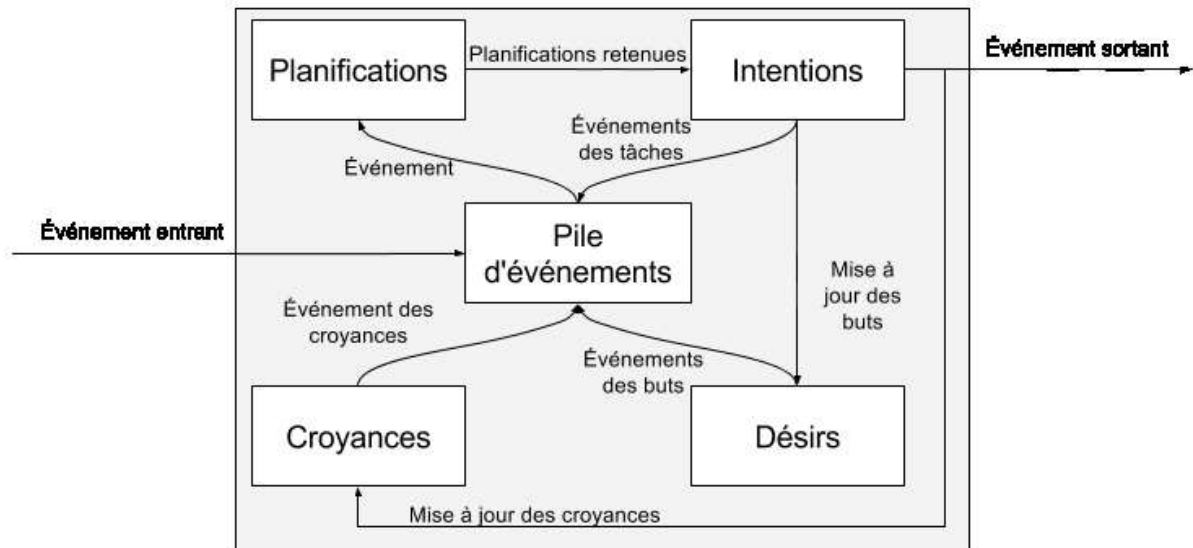 Planifications
Planifications retenues
Intentions
Événement sortant
Événements
des tâches
Événement
Événement entrant
Pile
d'événements
Mise à
jour des
buts
Événement des
croyances
Événements
des buts
Croyances
Désirs
Mise à jour des croyances